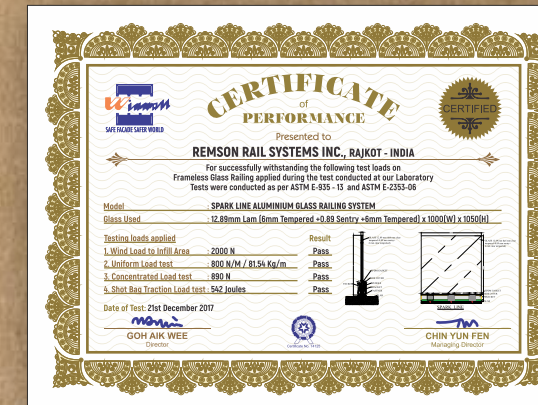 CERTIFICATE
of
PERFORMANCE
Presented to
Winwall
SAFE FACADE SAFER WORLD
CERTIFIED
REMSON RAIL SYSTEMS INC., RAJKOT - INDIA
For successfully withstanding the following test loads on
Frameless Glass Railing applied during the test conducted at our Laboratory
Tests were conducted as per ASTM E-935 - 13 and ASTM E-2353-06
Model : SPARK LINE ALUMINIUM GLASS RAILING SYSTEM
Glass Used : 12.89mm Lam (6mm Tempered +0.89 Sentry +6mm Tempered) x 1000(W) x 1050(H)
Testing loads applied Result
1. Wind Load to Infill Area : 2000 N Pass
2. Uniform Load test : 800 N/M / 81.54 Kg/m Pass
3. Concentrated Load test : 890 N Pass
4. Shot Bag Traction Load test : 542 Joules Pass
SPARK LINE
Date of Test: 21st December 2017
GOH AIK WEE
Director
CHIN YUN FEN
Managing Director